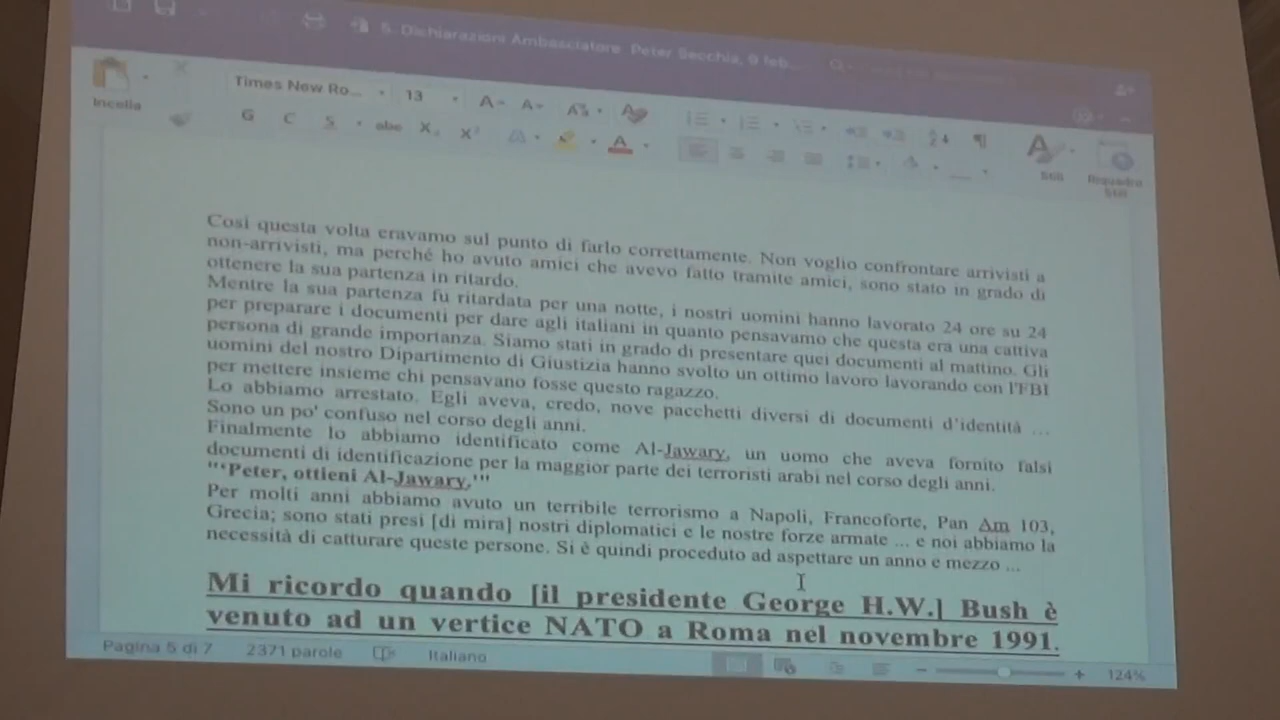 5. Dichiarazioni Ambasciatore Peter Secchia, 9 feb...
Incolla
Times New Ro...
13
G C S abc X₂ X²
Stili
Riquadro
Stili
Così questa volta eravamo sul punto di farlo correttamente. Non voglio confrontare arrivisti a
non-arrivisti, ma perché ho avuto amici che avevo fatto tramite amici, sono stato in grado di
ottenere la sua partenza in ritardo.
Mentre la sua partenza fu ritardata per una notte, i nostri uomini hanno lavorato 24 ore su 24
per preparare i documenti per dare agli italiani in quanto pensavamo che questa era una cattiva
persona di grande importanza. Siamo stati in grado di presentare quei documenti al mattino. Gli
uomini del nostro Dipartimento di Giustizia hanno svolto un ottimo lavoro lavorando con l'FBI
per mettere insieme chi pensavano fosse questo ragazzo.
Lo abbiamo arrestato. Egli aveva, credo, nove pacchetti diversi di documenti d'identità ...
Sono un po' confuso nel corso degli anni.
Finalmente lo abbiamo identificato come Al-Jawary, un uomo che aveva fornito falsi
documenti di identificazione per la maggior parte dei terroristi arabi nel corso degli anni.
"'Peter, ottieni Al-Jawary.'"
Per molti anni abbiamo avuto un terribile terrorismo a Napoli, Francoforte, Pan Am 103,
Grecia; sono stati presi [di mira] nostri diplomatici e le nostre forze armate ... e noi abbiamo la
necessità di catturare queste persone. Si è quindi proceduto ad aspettare un anno e mezzo ...
Mi ricordo quando [il presidente George H.W.] Bush è
venuto ad un vertice NATO a Roma nel novembre 1991.
Pagina 5 di 7 2371 parole Italiano 124%